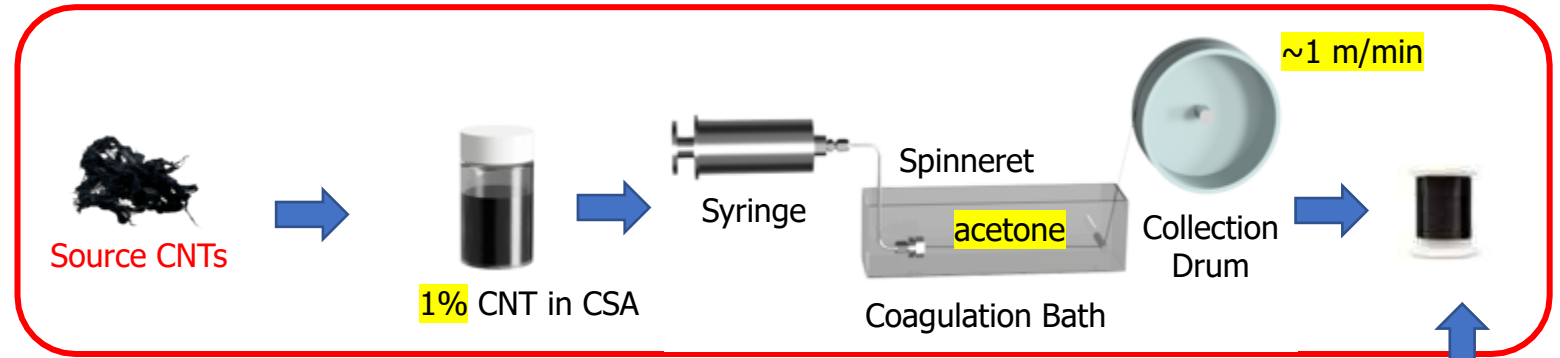 Source CNTs
1% CNT in CSA
Syringe
Spinneret
acetone
Coagulation Bath
~1 m/min
Collection
Drum